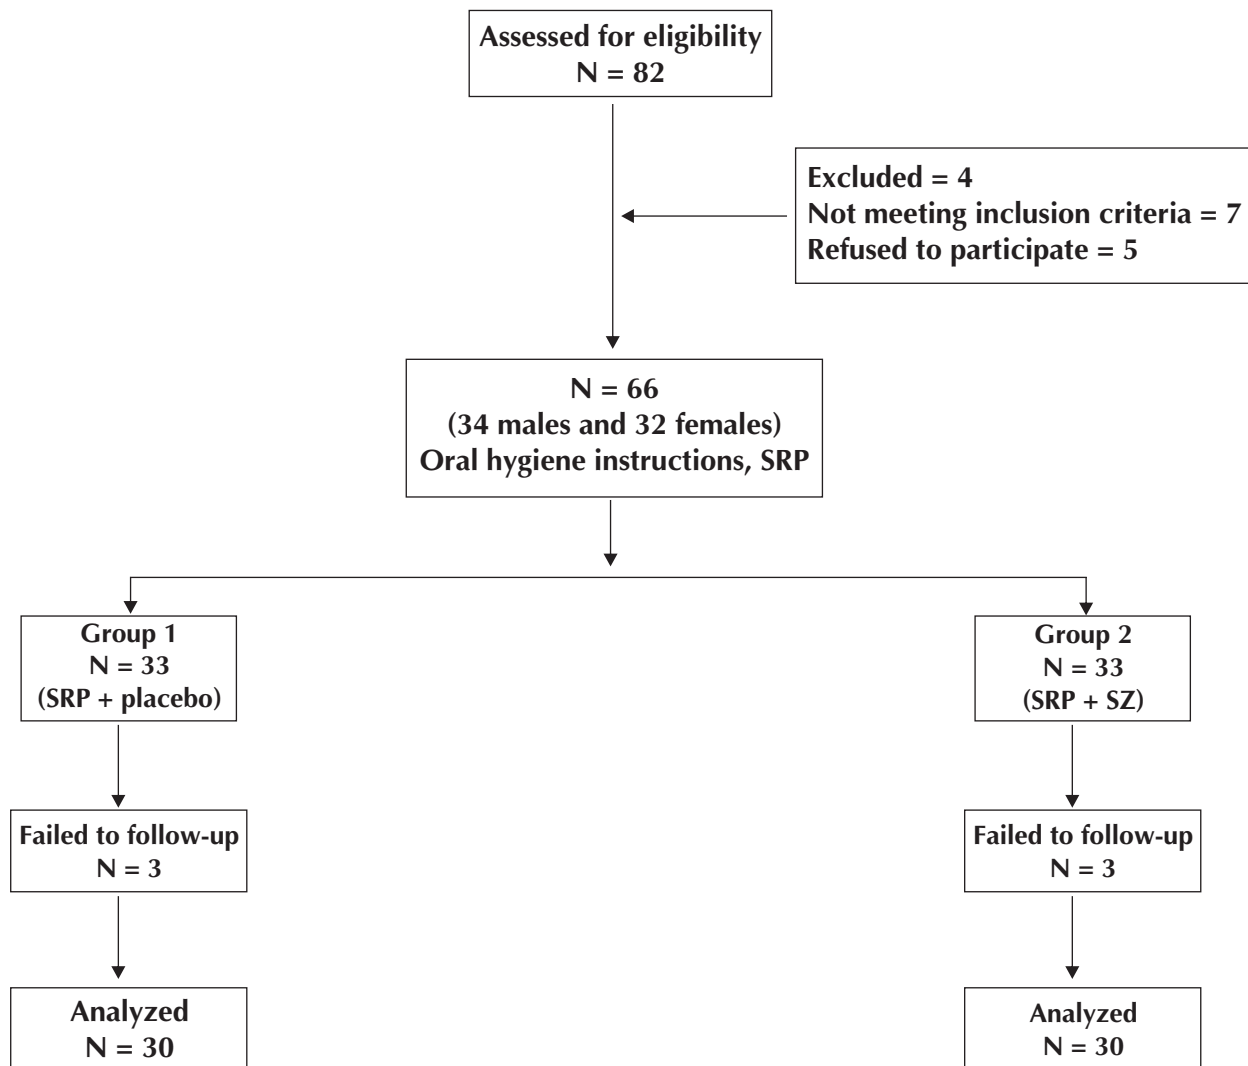 Assessed for eligibility
N = 82
Excluded = 4
Not meeting inclusion criteria = 7
Refused to participate = 5
N = 66
(34 males and 32 females)
Oral hygiene instructions, SRP
Group 1
N = 33
(SRP + placebo)
Group 2
N = 33
(SRP + SZ)
Failed to follow-up
N = 3
Failed to follow-up
N = 3
Analyzed
N = 30
Analyzed
N = 30